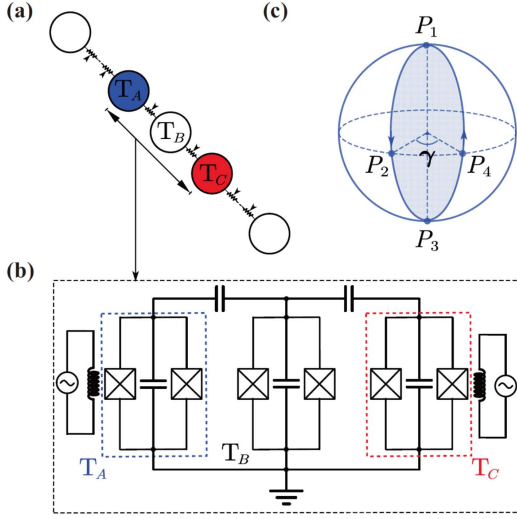 (a)
T_A
T_B
T_C
(c)
P_1
P_2
γ
P_4
P_3
(b)
T_A
T_B
T_C